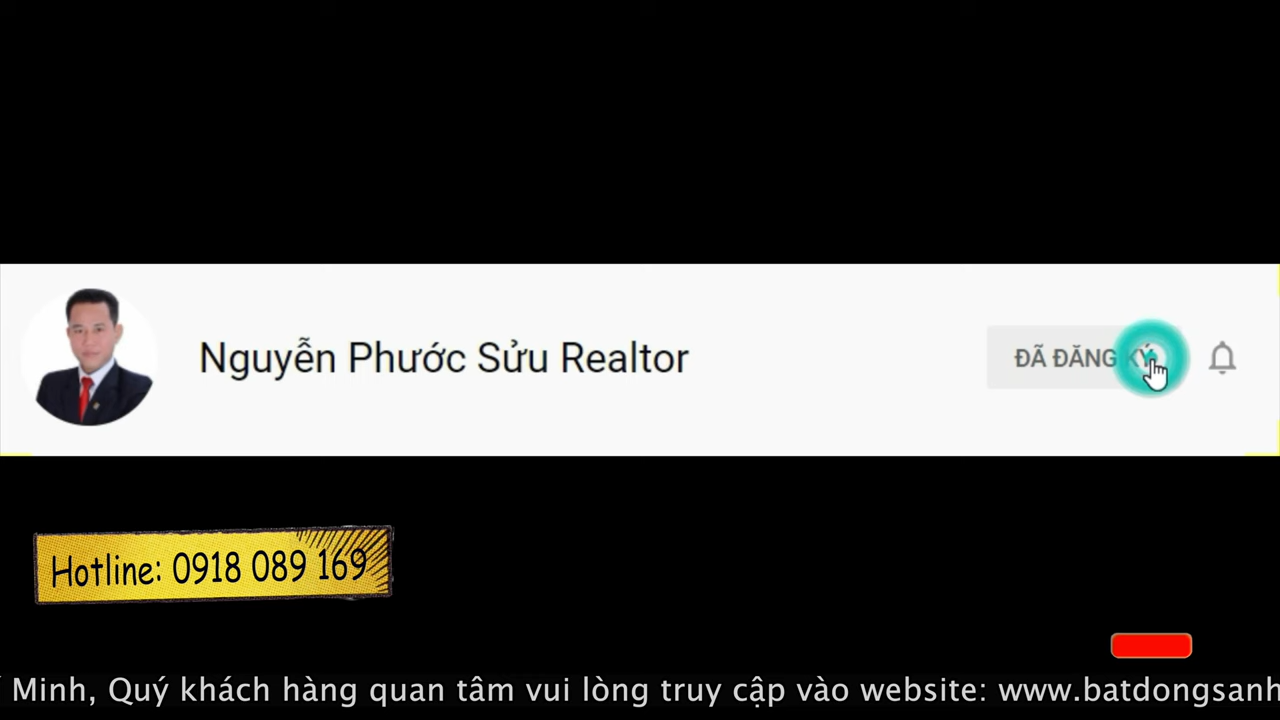 Nguyễn Phước Sửu Realtor
ĐÃ ĐĂNG KÝ
Hotline: 0918 089 169
Minh, Quý khách hàng quan tâm vui lòng truy cập vào website: www.batdongsanh